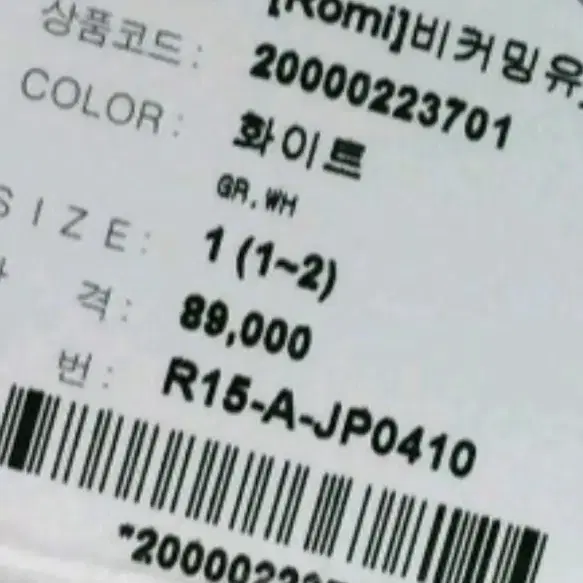 [Romi]비커밍유
상품코드 : 20000223701
COLOR : 화이트
GR, WH
SIZE : 1 (1~2)
격 : 89,000
번 : R15-A-JP0410